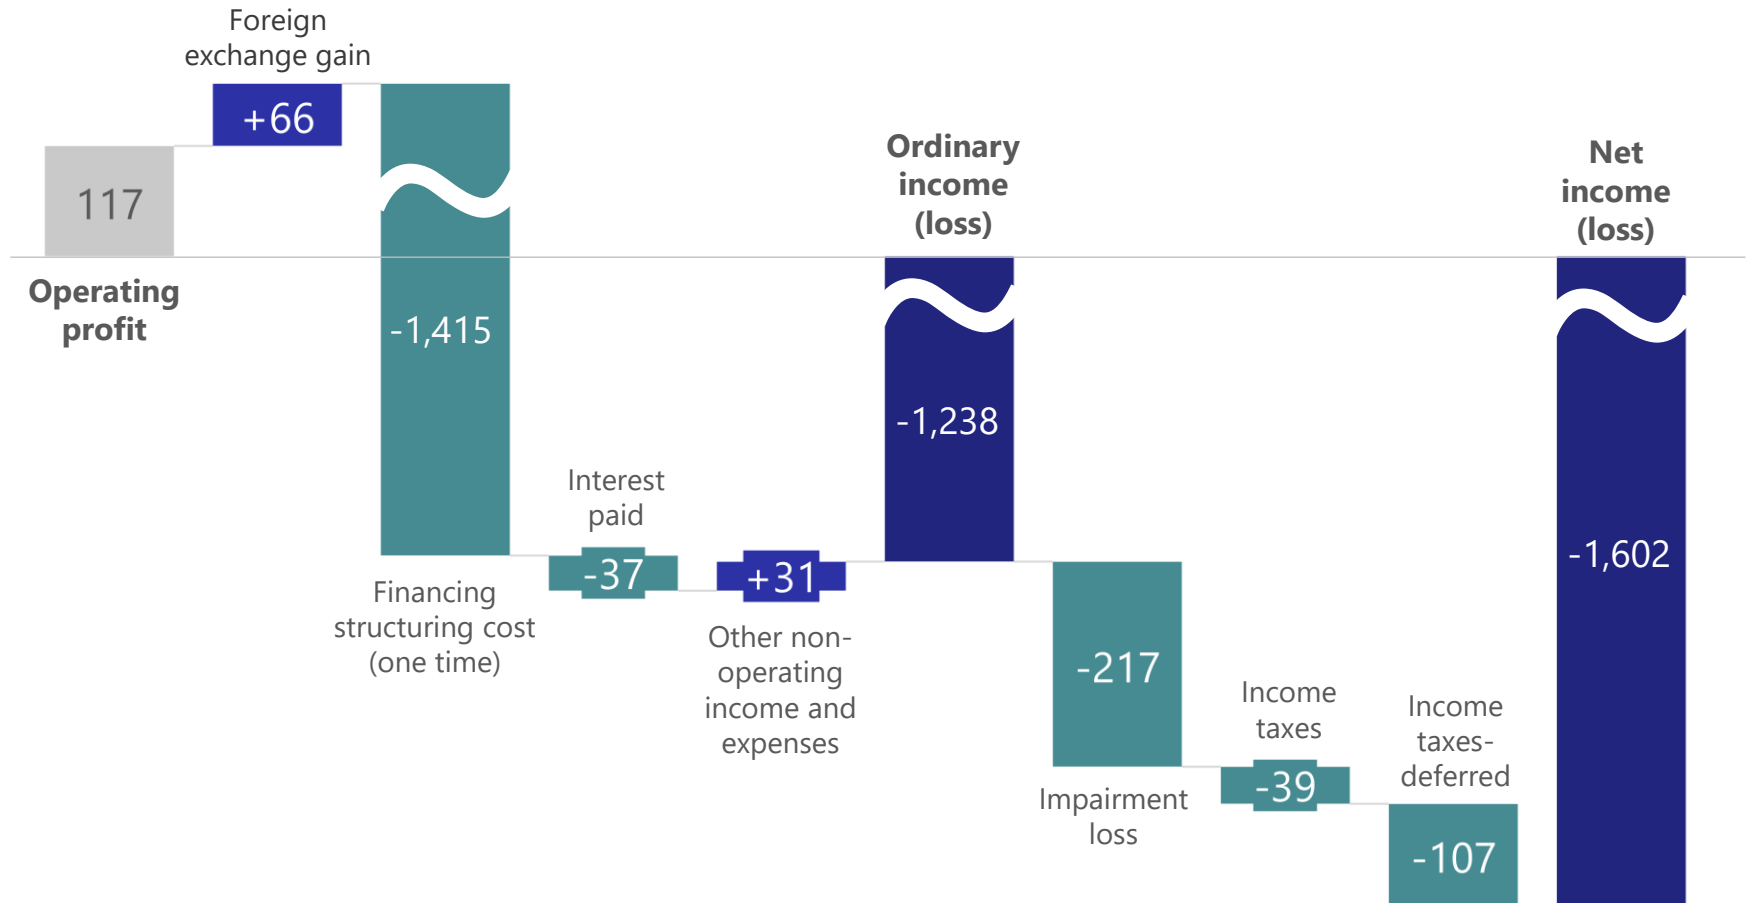 Foreign
exchange gain
+66
117
Operating
profit
-1,415
Financing
structuring cost
(one time)
Interest
paid
-37
+31
Other non-
operating
income and
expenses
Ordinary
income
(loss)
-1,238
-217
Impairment
loss
Income
taxes
-39
Income
taxes-
deferred
-107
Net
income
(loss)
-1,602